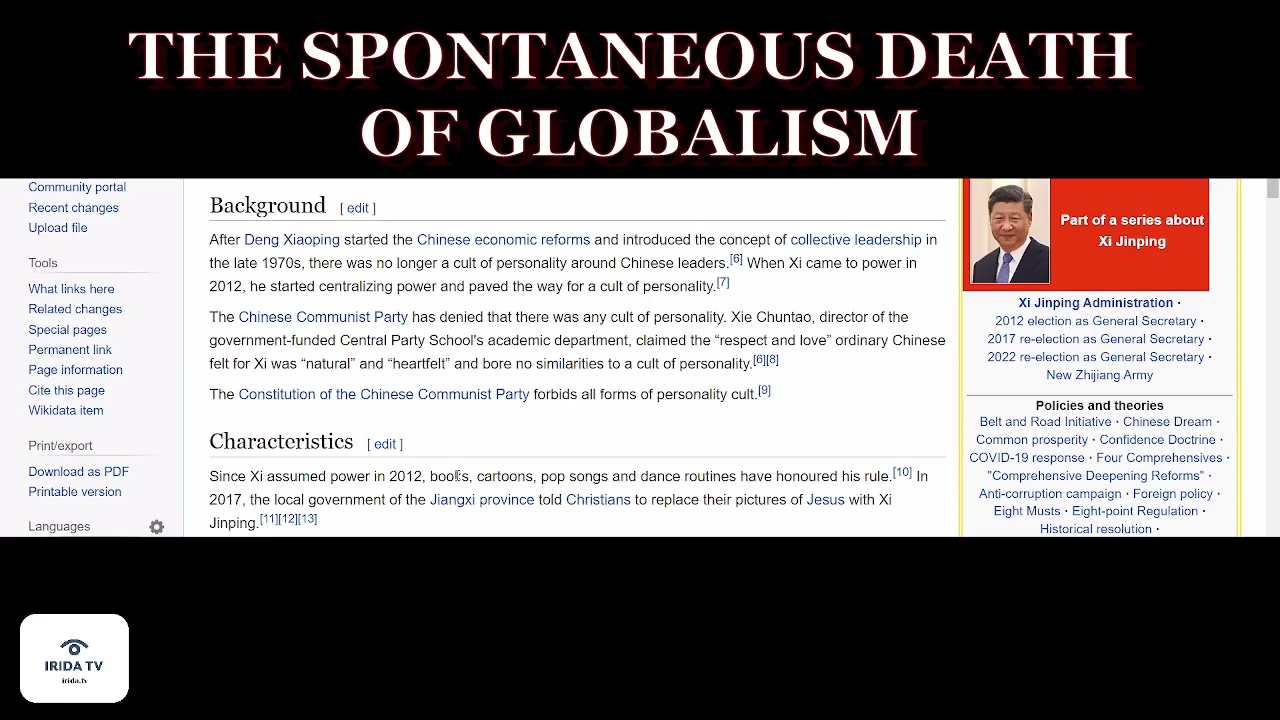 THE SPONTANEOUS DEATH
OF GLOBALISM
Community portal
Recent changes
Upload file
Tools
What links here
Related changes
Special pages
Permanent link
Page information
Cite this page
Wikidata item
Print/export
Download as PDF
Printable version
Languages
Background [ edit ]
After Deng Xiaoping started the Chinese economic reforms and introduced the concept of collective leadership in
the late 1970s, there was no longer a cult of personality around Chinese leaders.[6] When Xi came to power in
2012, he started centralizing power and paved the way for a cult of personality.[7]
The Chinese Communist Party has denied that there was any cult of personality. Xie Chuntao, director of the
government-funded Central Party School's academic department, claimed the “respect and love” ordinary Chinese
felt for Xi was “natural” and “heartfelt” and bore no similarities to a cult of personality.[6][8]
The Constitution of the Chinese Communist Party forbids all forms of personality cult.[9]
Characteristics [ edit ]
Since Xi assumed power in 2012, books, cartoons, pop songs and dance routines have honoured his rule.[10] In
2017, the local government of the Jiangxi province told Christians to replace their pictures of Jesus with Xi
Jinping.[11][12][13]
Part of a series about
Xi Jinping
Xi Jinping Administration ·
2012 election as General Secretary ·
2017 re-election as General Secretary ·
2022 re-election as General Secretary ·
New Zhijiang Army
Policies and theories
Belt and Road Initiative · Chinese Dream ·
Common prosperity · Confidence Doctrine ·
COVID-19 response · Four Comprehensives ·
"Comprehensive Deepening Reforms" ·
Anti-corruption campaign · Foreign policy ·
Eight Musts · Eight-point Regulation ·
Historical resolution ·
IRIDA TV
irida.tv